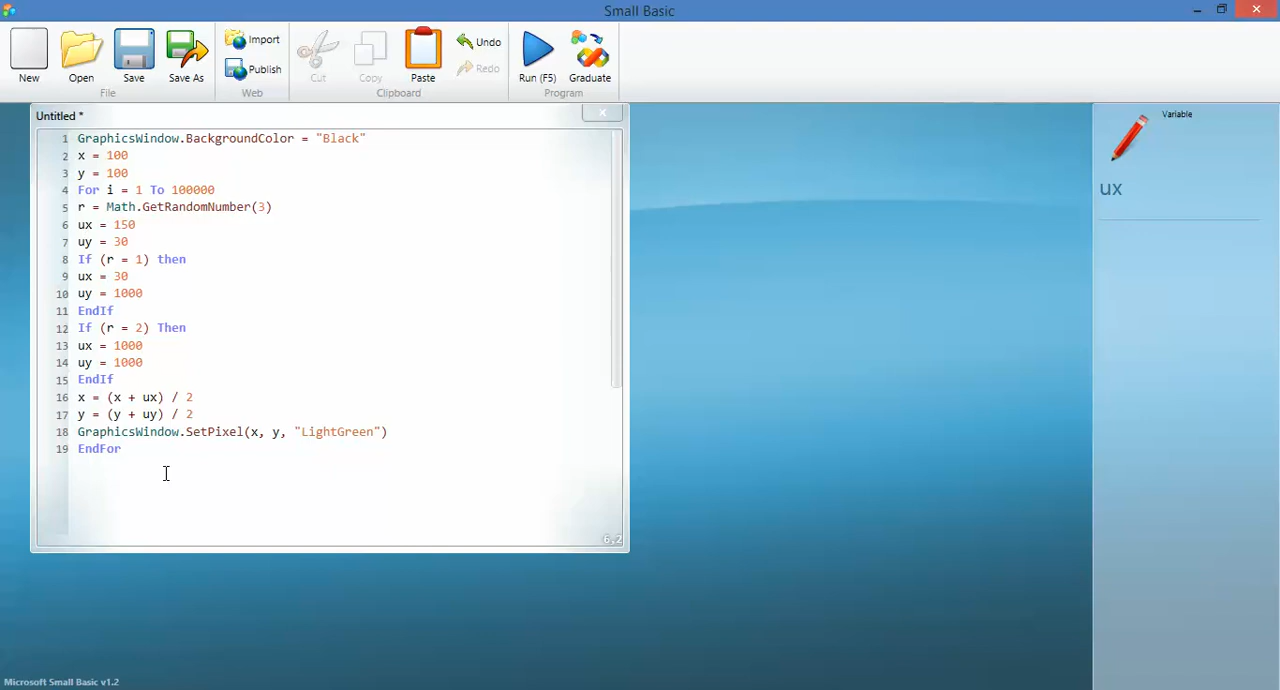 Small Basic
New
Open
Save
Save As
Import
Publish
Cut
Copy
Paste
Undo
Redo
Run (F5)
Graduate
File
Web
Clipboard
Program
Untitled *
1 GraphicsWindow.BackgroundColor = "Black"
2 x = 100
3 y = 100
4 For i = 1 To 100000
5 r = Math.GetRandomNumber(3)
6 ux = 150
7 uy = 30
8 If (r = 1) then
9 ux = 30
10 uy = 1000
11 EndIf
12 If (r = 2) Then
13 ux = 1000
14 uy = 1000
15 EndIf
16 x = (x + ux) / 2
17 y = (y + uy) / 2
18 GraphicsWindow.SetPixel(x, y, "LightGreen")
19 EndFor
6,2
Variable
ux
Microsoft Small Basic v1.2